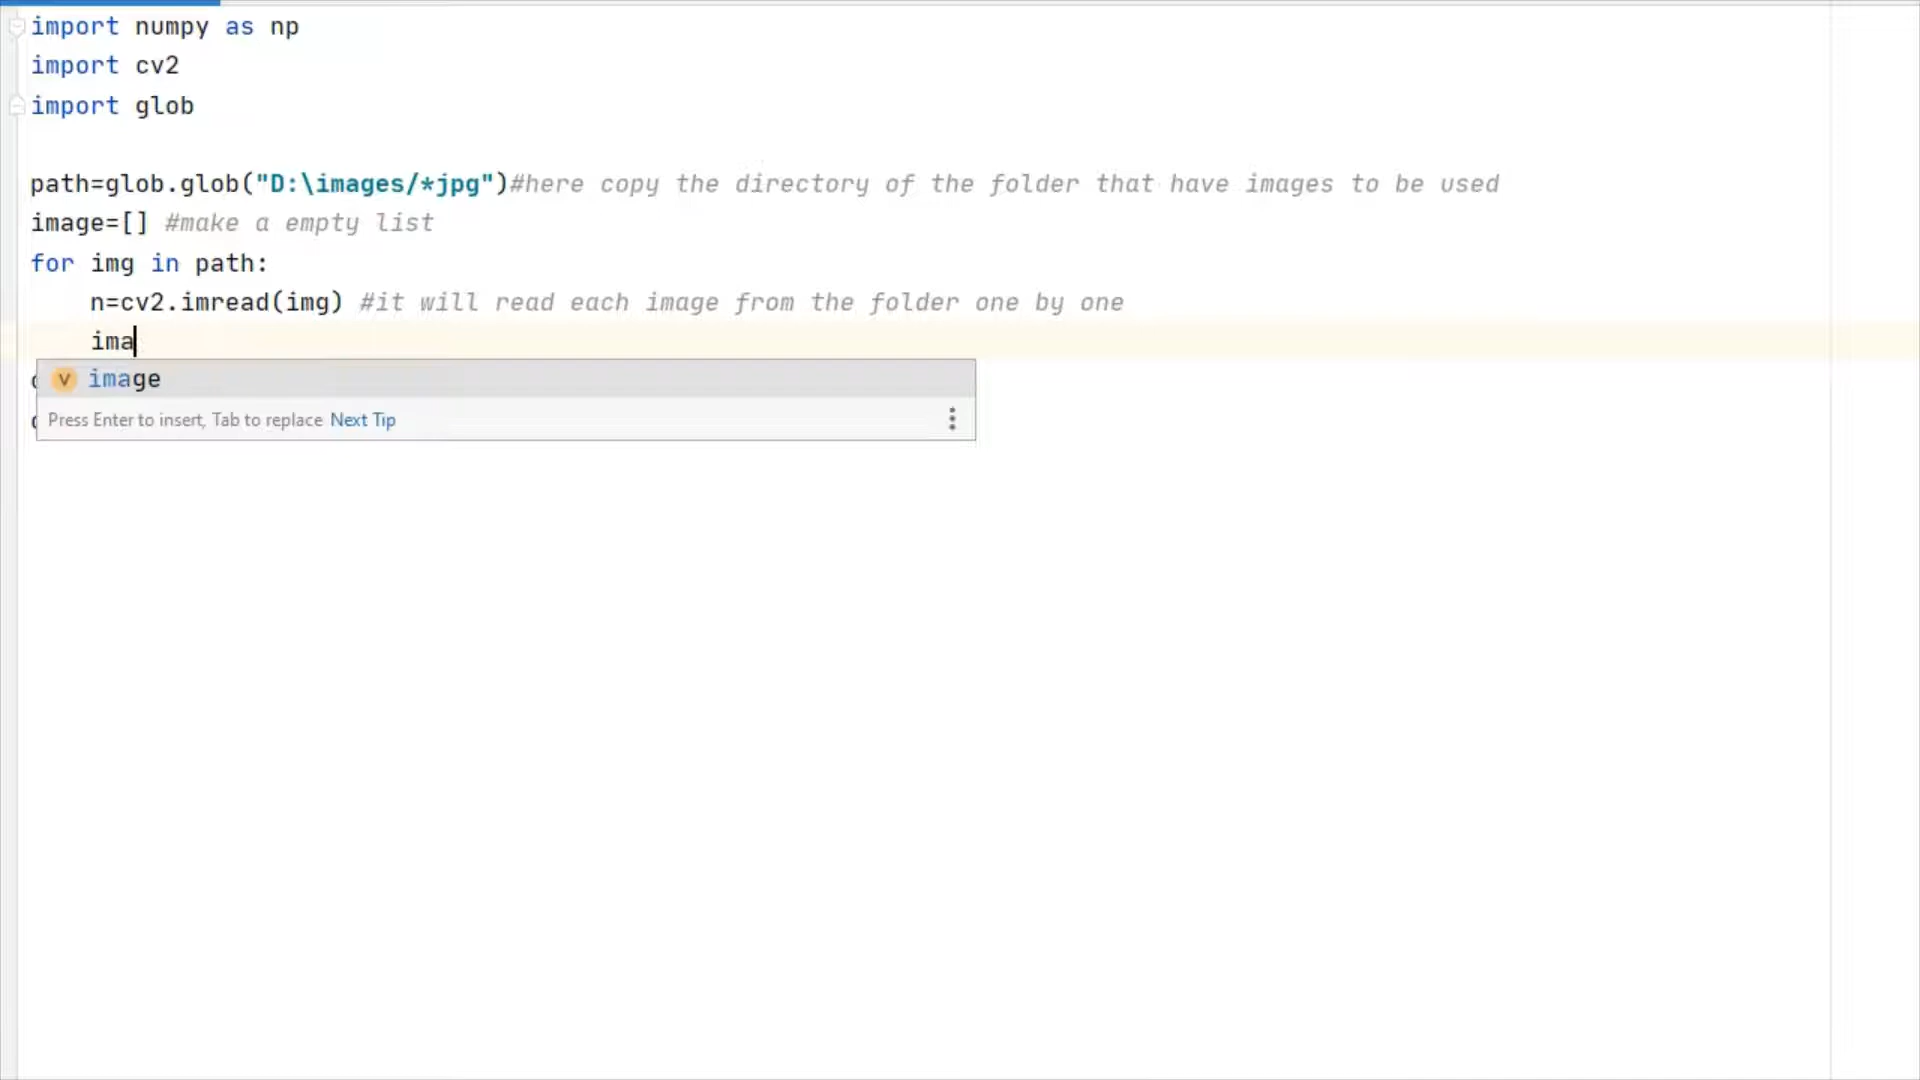 import numpy as np
import cv2
import glob
path=glob.glob("D:\images/*jpg")#here copy the directory of the folder that have images to be used
image=[] #make a empty list
for img in path:
    n=cv2.imread(img) #it will read each image from the folder one by one
    ima
v image
Press Enter to insert, Tab to replace Next Tip